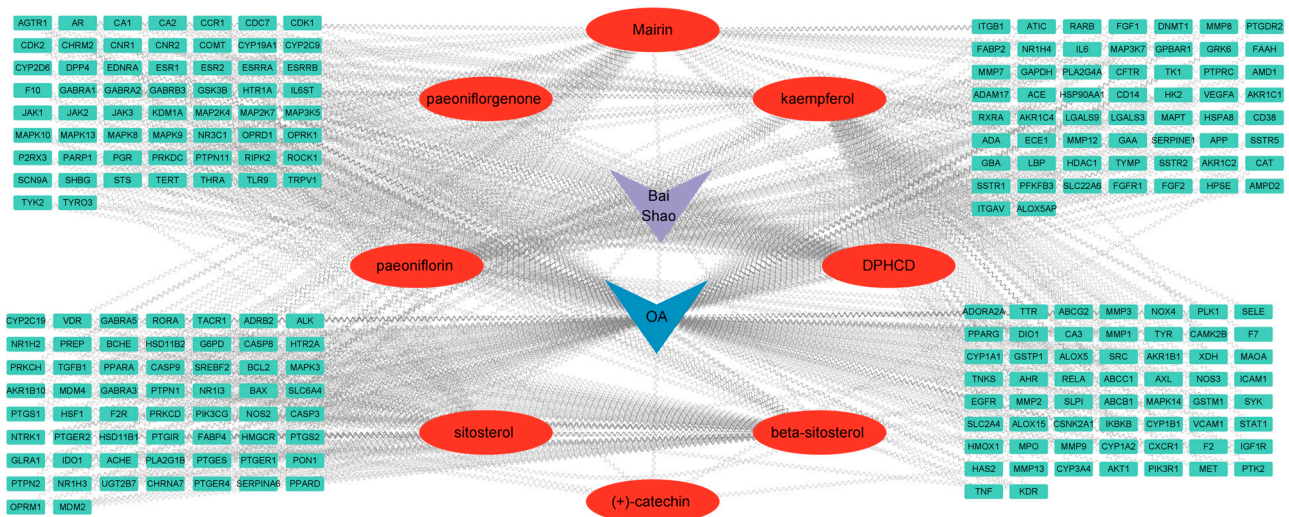 AGTR1 AR CA1 CA2 CCR1 CDC7 CDK1
CDK2 CHRM2 CNR1 CNR2 COMT CYP19A1 CYP2C9
CYP2D6 DPP4 EDNRA ESR1 ESR2 ESRRA ESRRB
F10 GABRA1 GABRA2 GABRB3 GSK3B HTR1A IL6ST
JAK1 JAK2 JAK3 KDM1A MAP2K4 MAP2K7 MAP3K5
MAPK10 MAPK13 MAPK8 MAPK9 NR3C1 OPRD1 OPRK1
P2RX3 PARP1 PGR PRKDC PTPN11 RIPK2 ROCK1
SCN9A SHBG STS TERT THRA TLR9 TRPV1
TYK2 TYRO3
Mairin
paeoniflorgenone
kaempferol
Bai
Shao
paeoniflorin
DPHCD
OA
sitosterol
beta-sitosterol
(+)-catechin
ITGB1 ATIC RARB FGF1 DNMT1 MMP8 PTGDR2
FABP2 NR1H4 IL6 MAP3K7 GPBAR1 GRK6 FAAH
MMP7 GAPDH PLA2G4A CFTR TK1 PTPRC AMD1
ADAM17 ACE HSP90AA1 CD14 HK2 VEGFA AKR1C1
RXRA AKR1C4 LGALS9 LGALS3 MAPT HSPA8 CD38
ADA ECE1 MMP12 GAA SERPINE1 APP SSTR5
GBA LBP HDAC1 TYMP SSTR2 AKR1C2 CAT
SSTR1 PFKFB3 SLC22A6 FGFR1 FGF2 HPSE AMPD2
ITGAV ALOX5AP
CYP2C19 VDR GABRA5 RORA TACR1 ADRB2 ALK
NR1H2 PREP BCHE HSD11B2 G6PD CASP8 HTR2A
PRKCH TGFB1 PPARA CASP9 SREBF2 BCL2 MAPK3
AKR1B10 MDM4 GABRA3 PTPN1 NR1I3 BAX SLC6A4
PTGS1 HSF1 F2R PRKCD PIK3CG NOS2 CASP3
NTRK1 PTGER2 HSD11B1 PTGIR FABP4 HMGCR PTGS2
GLRA1 IDO1 ACHE PLA2G1B PTGES PTGER1 PON1
PTPN2 NR1H3 UGT2B7 CHRNA7 PTGER4 SERPINA6 PPARD
OPRM1 MDM2
ADORA2A TTR ABCG2 MMP3 NOX4 PLK1 SELE
PPARG DIO1 CA3 MMP1 TYR CAMK2B F7
CYP1A1 GSTP1 ALOX5 SRC AKR1B1 XDH MAOA
TNKS AHR RELA ABCC1 AXL NOS3 ICAM1
EGFR MMP2 SLPI ABCB1 MAPK14 GSTM1 SYK
SLC2A4 ALOX15 CSNK2A1 IKBKB CYP1B1 VCAM1 STAT1
HMOX1 MPO MMP9 CYP1A2 CXCR1 F2 IGF1R
HAS2 MMP13 CYP3A4 AKT1 PIK3R1 MET PTK2
TNF KDR